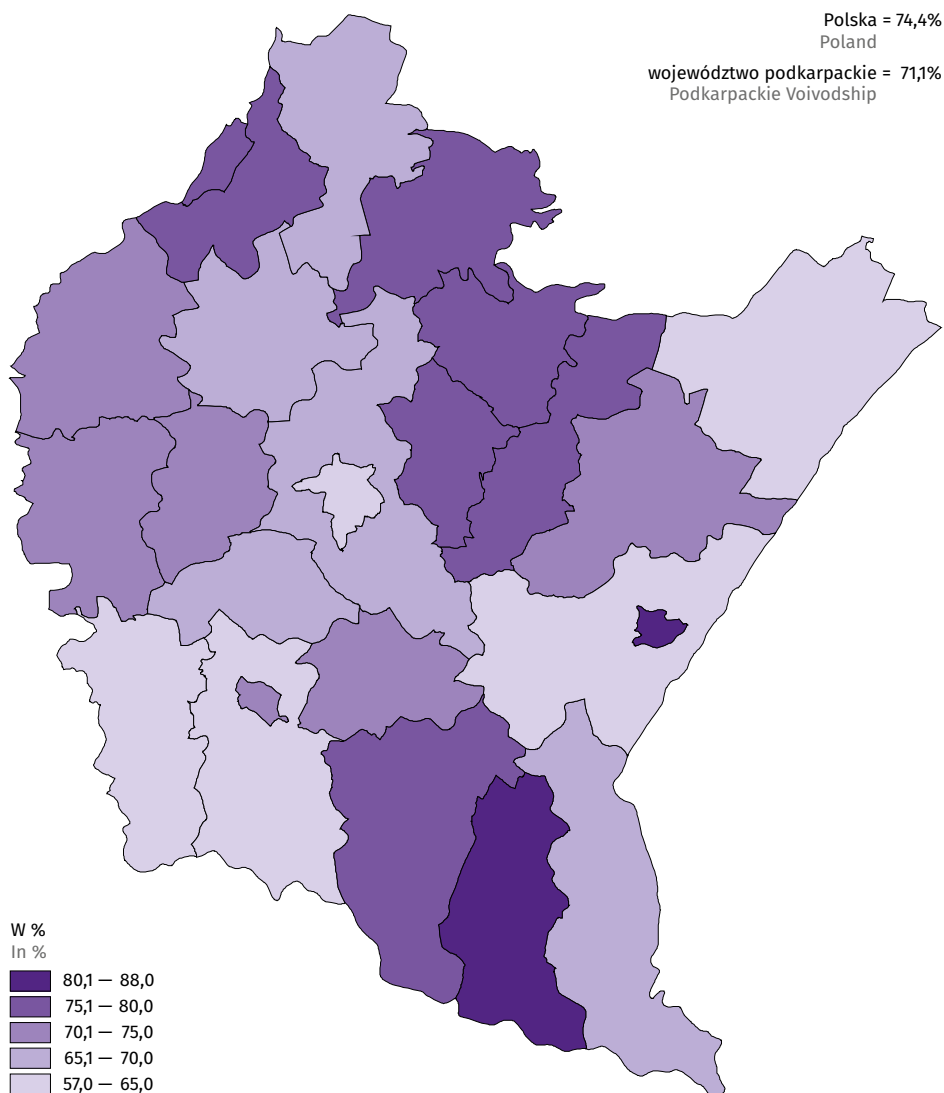 Polska = 74,4%
Poland
województwo podkarpackie = 71,1%
Podkarpackie Voivodship
W %
In %
80,1 — 88,0
75,1 — 80,0
70,1 — 75,0
65,1 — 70,0
57,0 — 65,0